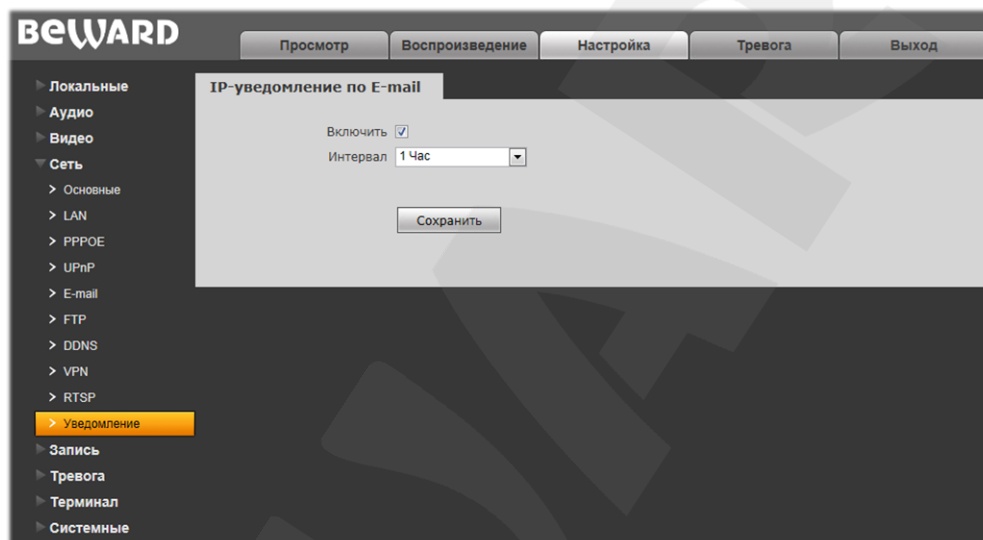 BEWARD
Просмотр Воспроизведение Настройка Тревога Выход
Локальные
Аудио
Видео
Сеть
> Основные
> LAN
> PPPOE
> UPnP
> E-mail
> FTP
> DDNS
> VPN
> RTSP
> Уведомление
Запись
Тревога
Терминал
Системные
IP-уведомление по E-mail
Включить
Интервал 1 Час
Сохранить